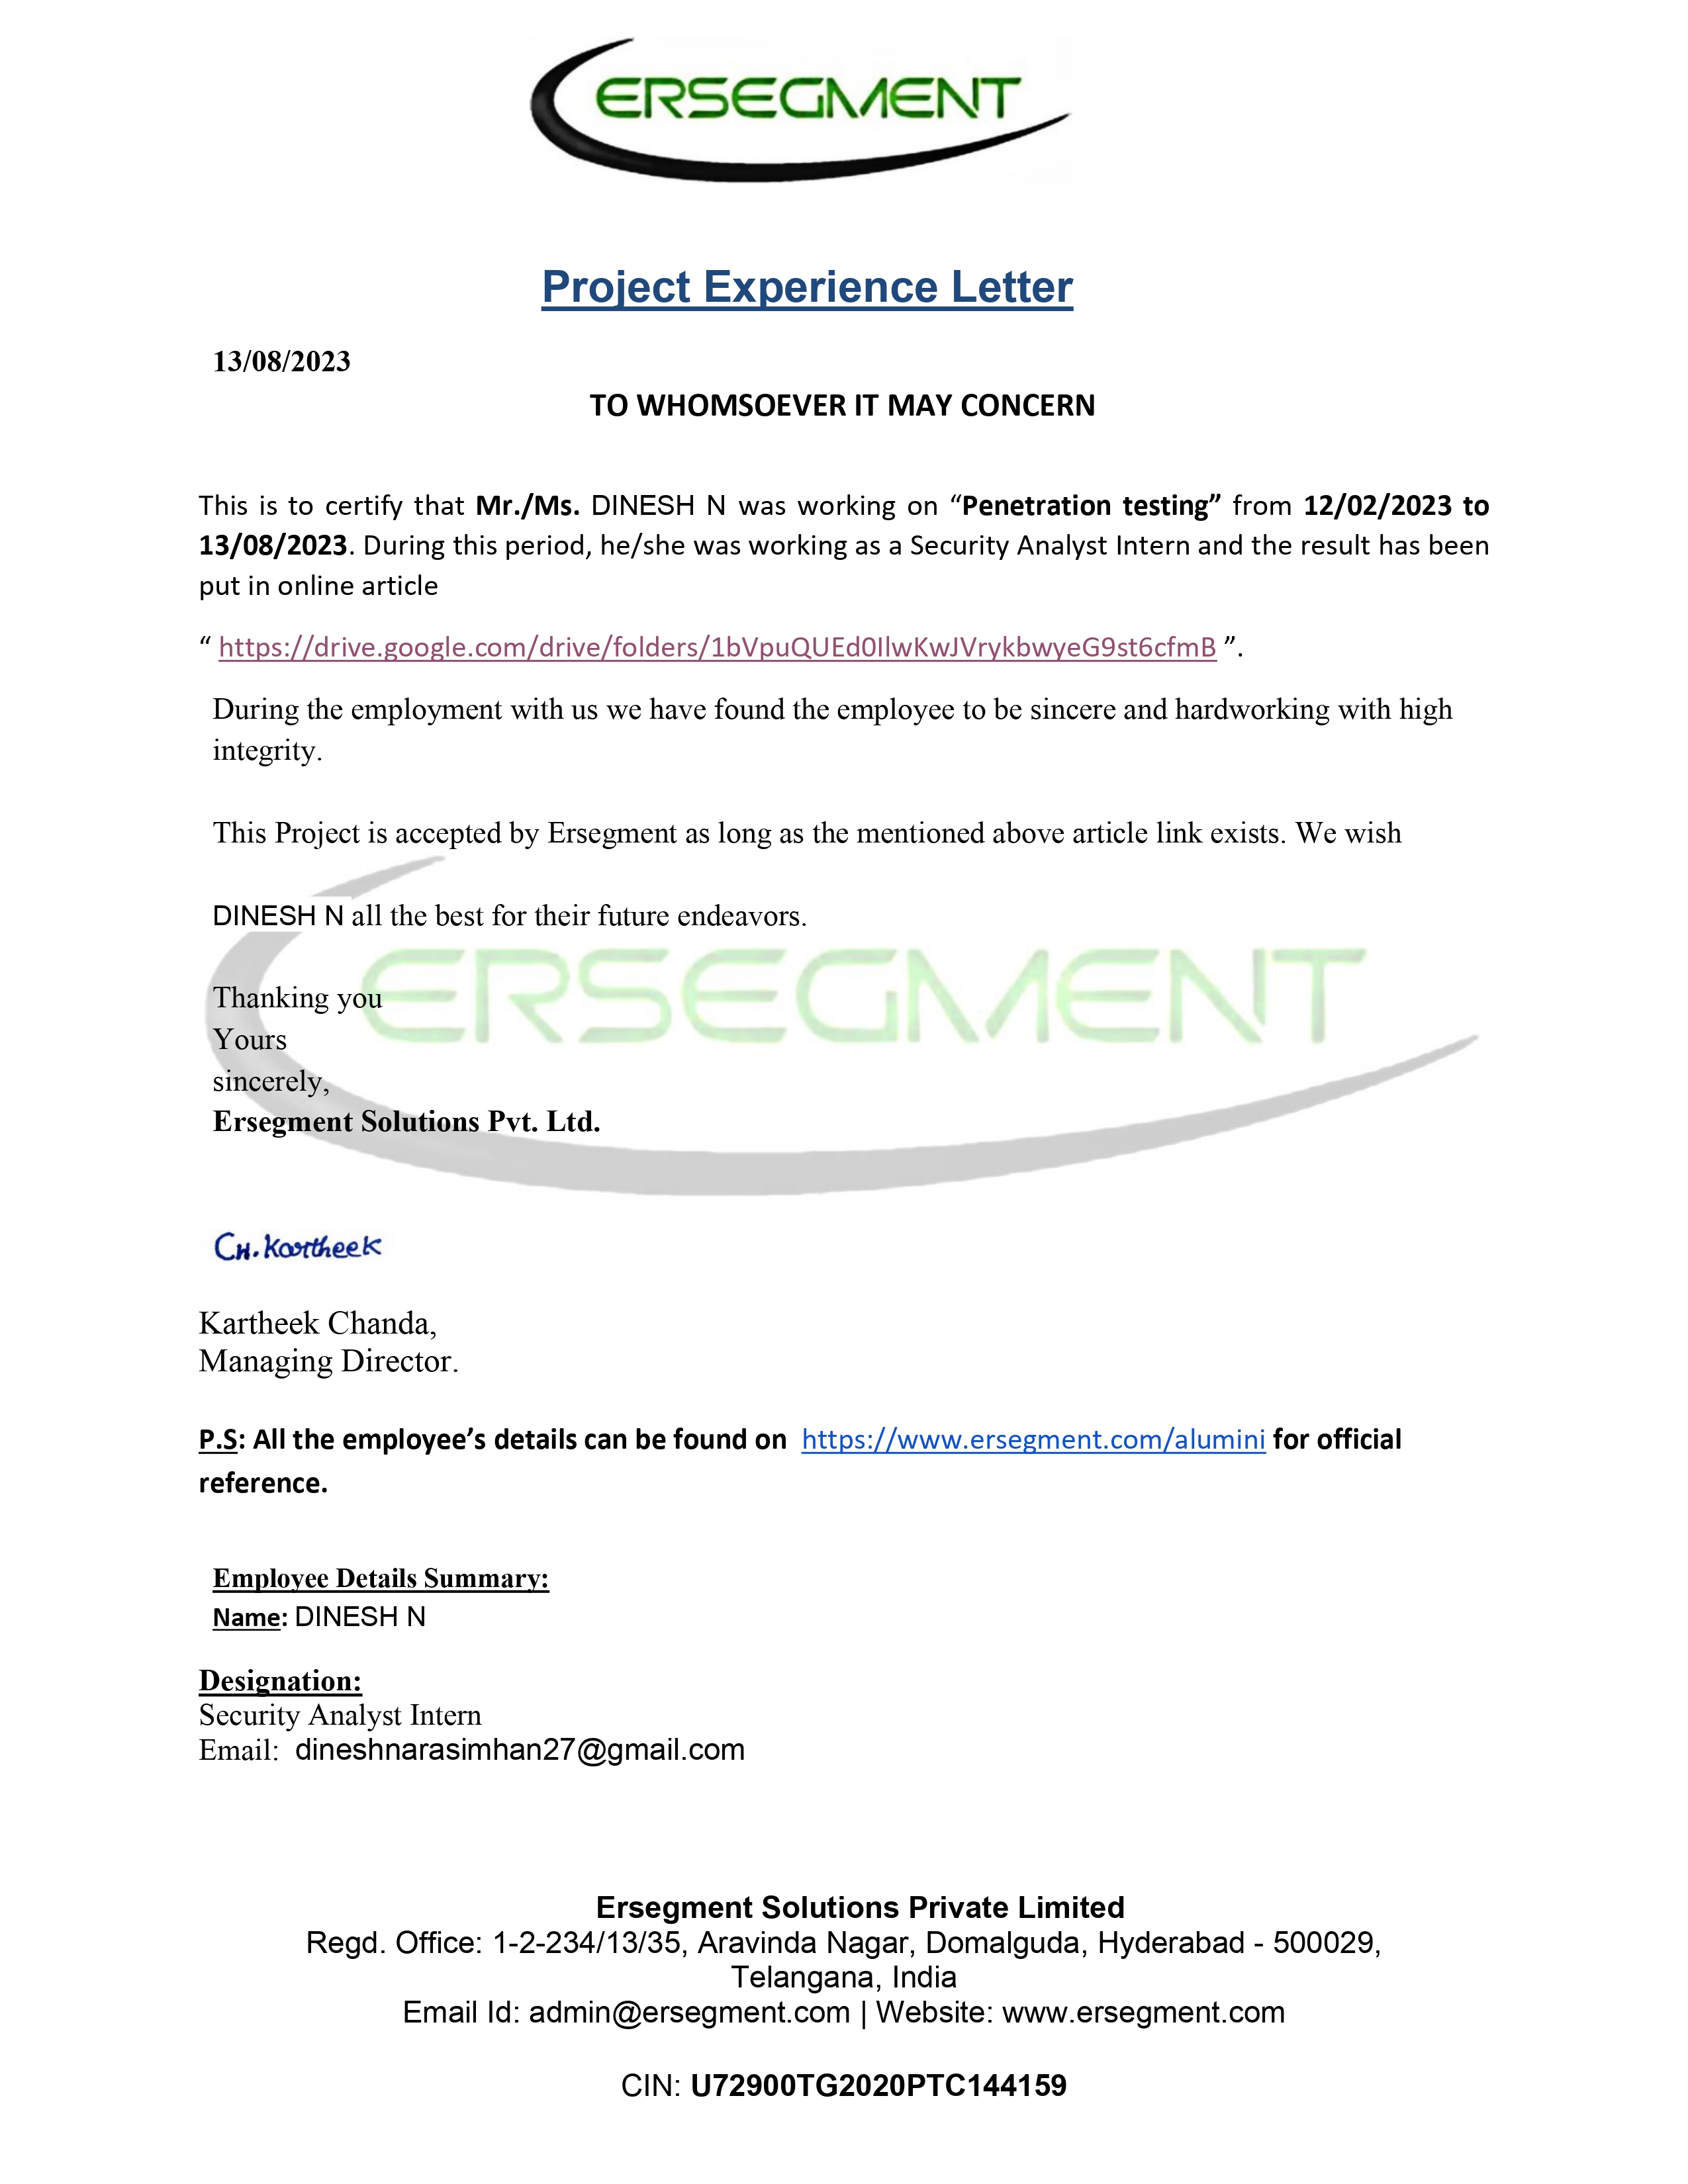 ERSEGMENT
Project Experience Letter
13/08/2023
TO WHOMSOEVER IT MAY CONCERN
This is to certify that Mr./Ms. DINESH N was working on “Penetration testing” from 12/02/2023 to
13/08/2023. During this period, he/she was working as a Security Analyst Intern and the result has been
put in online article
“ https://drive.google.com/drive/folders/1bVpuQUEd0IlwKwJVrykbwyeG9st6cfmB ”.
During the employment with us we have found the employee to be sincere and hardworking with high
integrity.
This Project is accepted by Ersegment as long as the mentioned above article link exists. We wish
DINESH N all the best for their future endeavors.
ERSEGMENT
Thanking you
Yours
sincerely,
Ersegment Solutions Pvt. Ltd.
CH.Kartheek
Kartheek Chanda,
Managing Director.
P.S: All the employee’s details can be found on https://www.ersegment.com/alumini for official
reference.
Employee Details Summary:
Name: DINESH N
Designation:
Security Analyst Intern
Email: dineshnarasimhan27@gmail.com
Ersegment Solutions Private Limited
Regd. Office: 1-2-234/13/35, Aravinda Nagar, Domalguda, Hyderabad - 500029,
Telangana, India
Email Id: admin@ersegment.com | Website: www.ersegment.com
CIN: U72900TG2020PTC144159